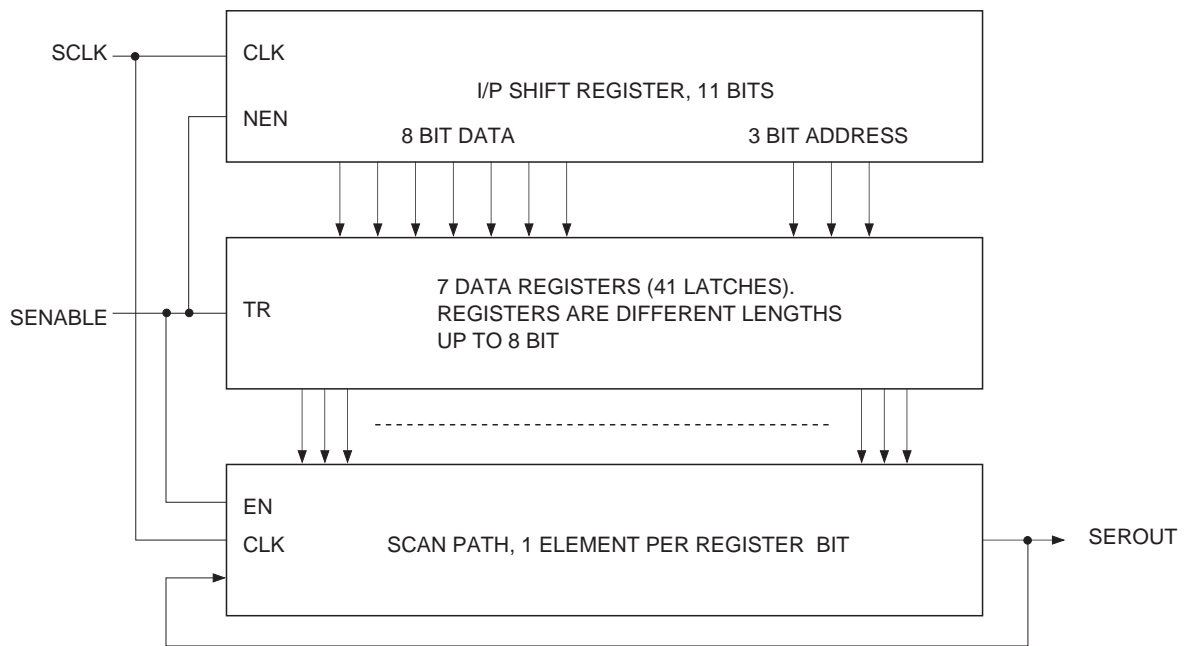 SCLK
CLK
I/P SHIFT REGISTER, 11 BITS
NEN
8 BIT DATA
3 BIT ADDRESS
SENABLE
TR
7 DATA REGISTERS (41 LATCHES).
REGISTERS ARE DIFFERENT LENGTHS
UP TO 8 BIT
EN
CLK
SCAN PATH, 1 ELEMENT PER REGISTER BIT
SEROUT